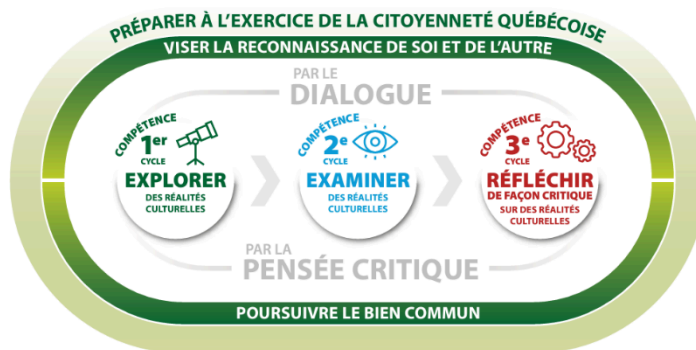 PRÉPARER À L'EXERCICE DE LA CITOYENNETÉ QUÉBÉCOISE
VISER LA RECONNAISSANCE DE SOI ET DE L'AUTRE
PAR LE
DIALOGUE
COMPÉTENCE
1er
CYCLE
EXPLORER
DES RÉALITÉS
CULTURELLES
COMPÉTENCE
2e
CYCLE
EXAMINER
DES RÉALITÉS
CULTURELLES
COMPÉTENCE
3e
CYCLE
RÉFLÉCHIR
DE FAÇON CRITIQUE
SUR DES RÉALITÉS
CULTURELLES
PAR LA
PENSÉE CRITIQUE
POURSUIVRE LE BIEN COMMUN